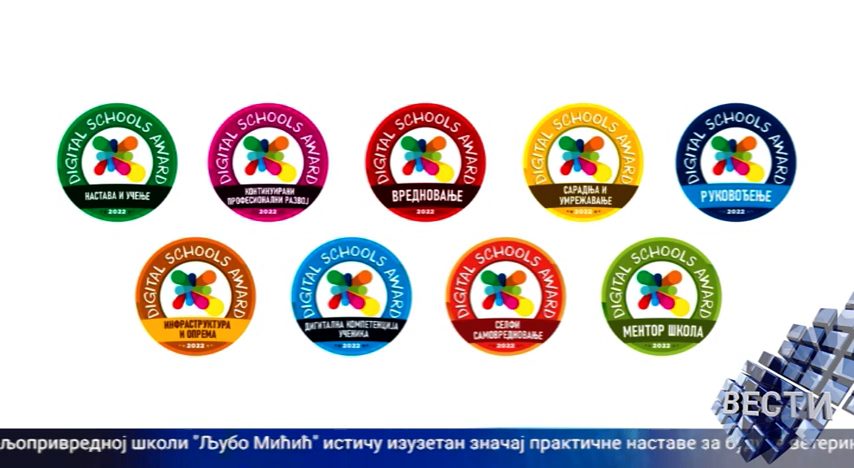 DIGITAL SCHOOLS AWARD
НАСТАВА И УЧЕЊЕ
2022
DIGITAL SCHOOLS AWARD
КОНТИНУИРАНИ
ПРОФЕСИОНАЛНИ РАЗВОЈ
2022
DIGITAL SCHOOLS AWARD
ВРЕДНОВАЊЕ
2022
DIGITAL SCHOOLS AWARD
САРАДЊА И
УМРЕЖАВАЊЕ
2022
DIGITAL SCHOOLS AWARD
РУКОВОЂЕЊЕ
2022
DIGITAL SCHOOLS AWARD
ИНФРАСТРУКТУРА
И ОПРЕМА
2022
DIGITAL SCHOOLS AWARD
ДИГИТАЛНА КОМПЕТЕНЦИЈА
УЧЕНИКА
2022
DIGITAL SCHOOLS AWARD
СЕЛФИ
САМОВРЕДНОВАЊЕ
2022
DIGITAL SCHOOLS AWARD
МЕНТОР ШКОЛА
2022
ВЕСТИ
љопривредној школи "Љубо Мићић" истичу изузетан значај практичне наставе за